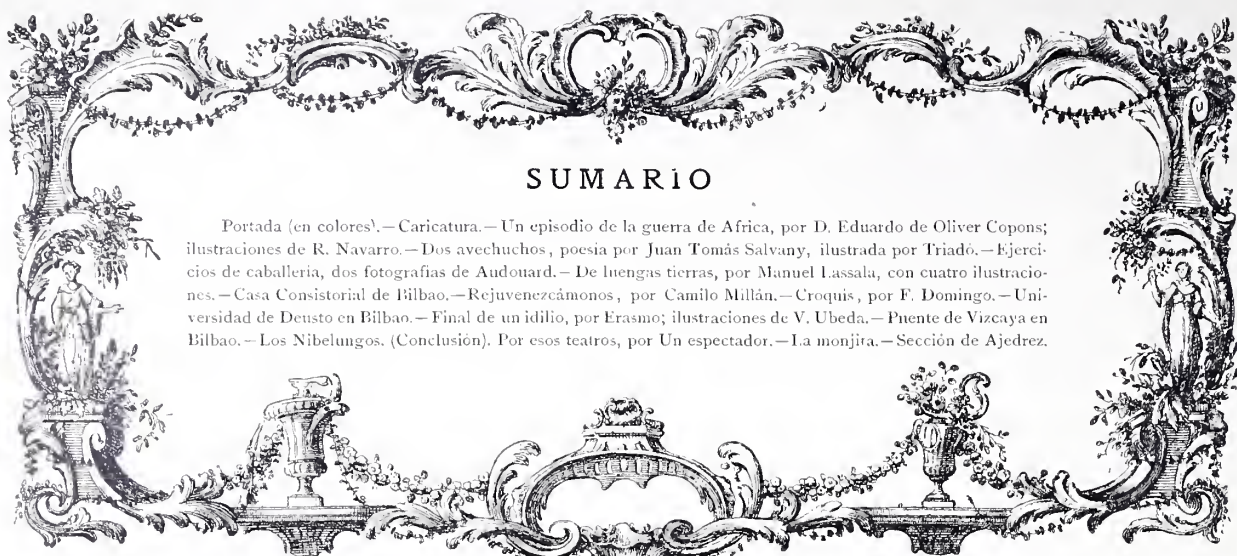 SUMARIO
Portada (en colores).—Caricatura.—Un episodio de la guerra de Africa, por D. Eduardo de Oliver Copons;
ilustraciones de R. Navarro.—Dos avechuchos, poesía por Juan Tomás Salvany, ilustrada por Triadó.—Ejerci-
cios de caballería, dos fotografías de Audouard.—De luengas tierras, por Manuel Lassala, con cuatro ilustracio-
nes.—Casa Consistorial de Bilbao.—Rejuvenezcámonos, por Camilo Millán.—Croquis, por F. Domingo.—Uni-
versidad de Deusto en Bilbao.—Final de un idilio, por Erasmo; ilustraciones de V. Ubeda.—Puente de Vizcaya en
Bilbao.—Los Nibelungos. (Conclusión). Por esos teatros, por Un espectador.—La monjita.—Sección de Ajedrez.